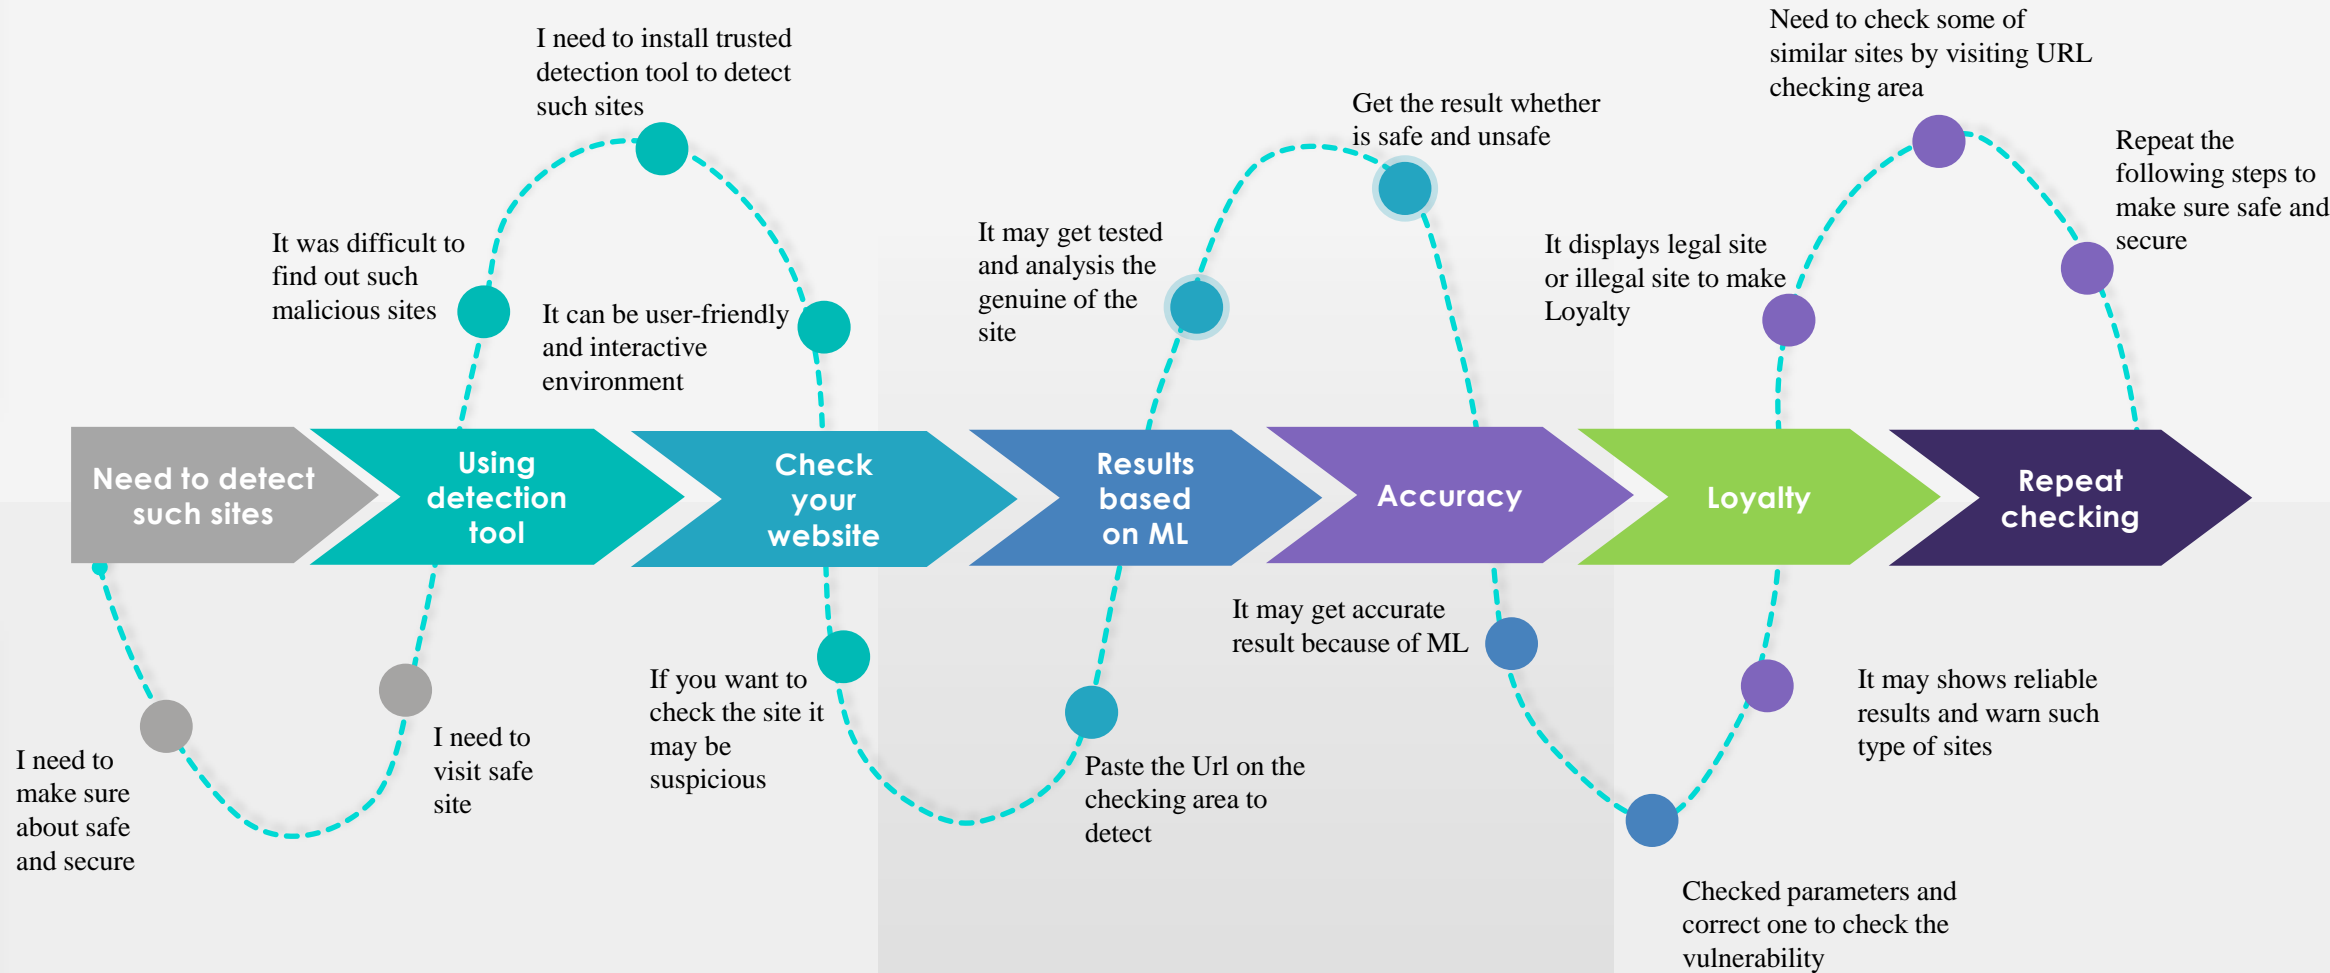 I need to install trusted
detection tool to detect
such sites
It was difficult to
find out such
malicious sites
It can be user-friendly
and interactive
environment
Get the result whether
is safe and unsafe
It may get tested
and analysis the
genuine of the
site
Need to check some of
similar sites by visiting URL
checking area
Repeat the
following steps to
make sure safe and
secure
It displays legal site
or illegal site to make
Loyalty
Need to detect
such sites
Using
detection
tool
Check
your
website
Results
based
on ML
Accuracy
Loyalty
Repeat
checking
I need to
make sure
about safe
and secure
I need to
visit safe
site
If you want to
check the site it
may be
suspicious
Paste the Url on the
checking area to
detect
It may get accurate
result because of ML
It may shows reliable
results and warn such
type of sites
Checked parameters and
correct one to check the
vulnerability